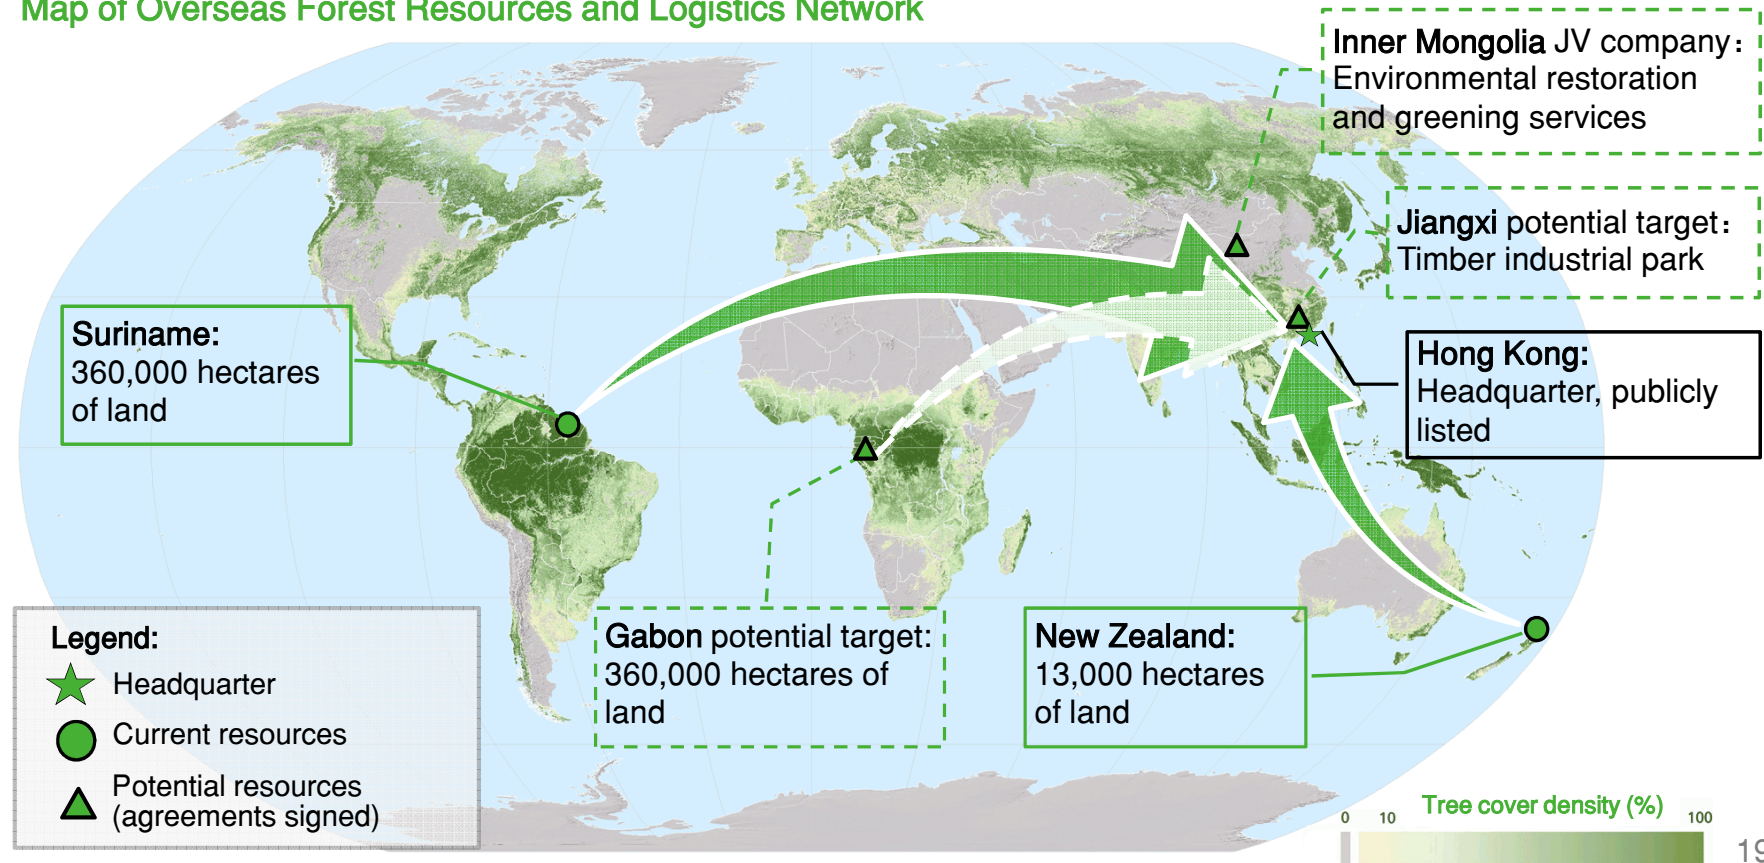 Map of Overseas Forest Resources and Logistics Network
Inner Mongolia JV company:
Environmental restoration
and greening services
Jiangxi potential target:
Timber industrial park
Suriname:
360,000 hectares
of land
Hong Kong:
Headquarter, publicly
listed
Gabon potential target:
360,000 hectares of
land
New Zealand:
13,000 hectares
of land
Legend:
Headquarter
Current resources
Potential resources
(agreements signed)
Tree cover density (%)
0 10 100
19